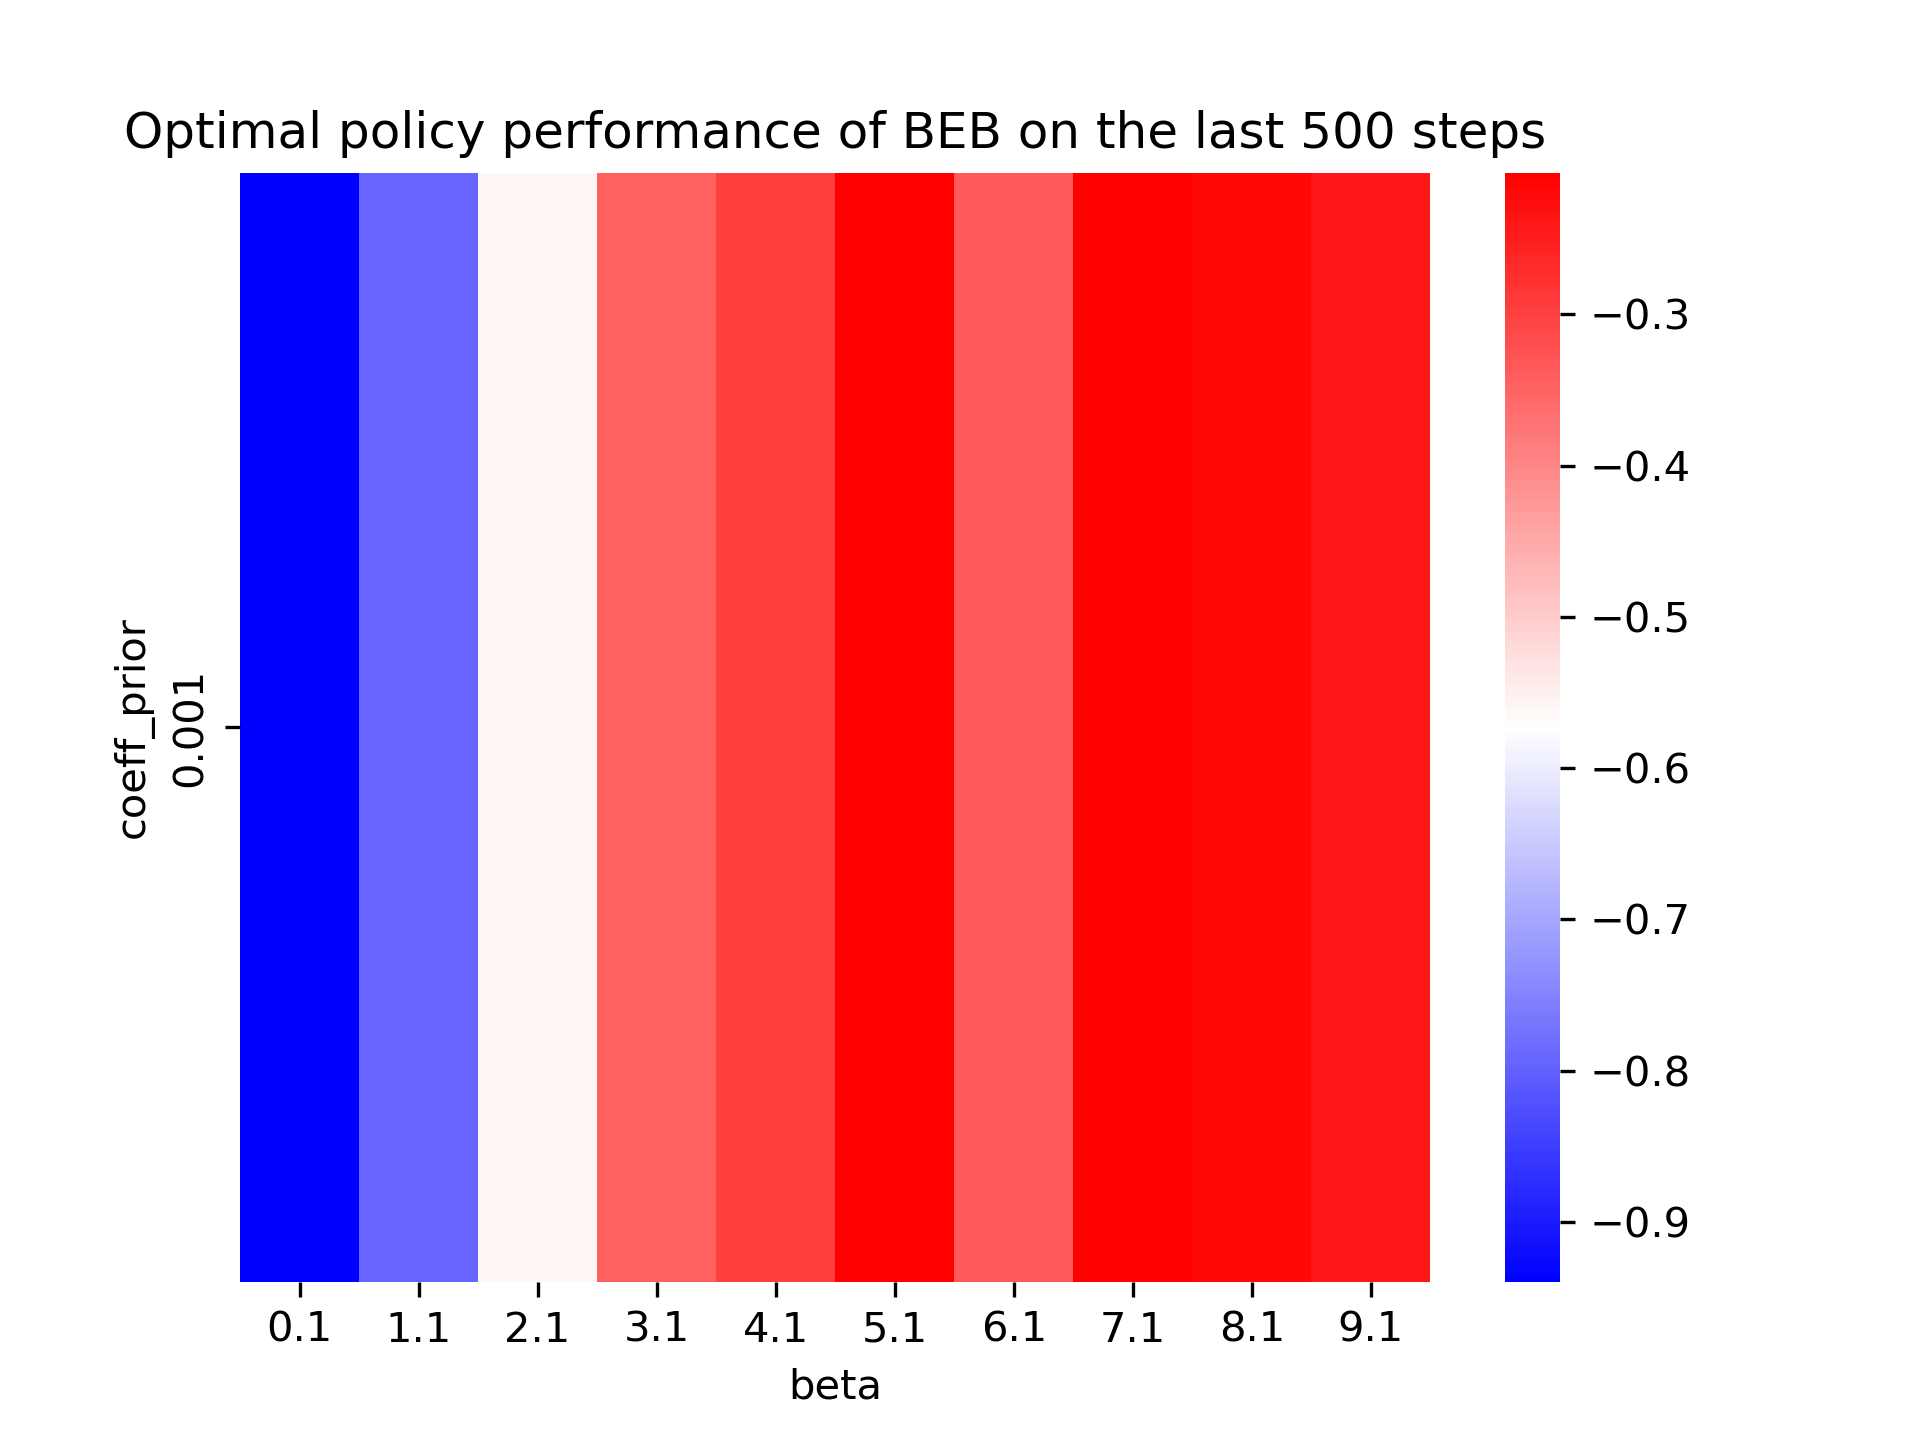 Optimal policy performance of BEB on the last 500 steps
coeff_prior
0.001
0.1 1.1 2.1 3.1 4.1 5.1 6.1 7.1 8.1 9.1
beta
−0.3
−0.4
−0.5
−0.6
−0.7
−0.8
−0.9